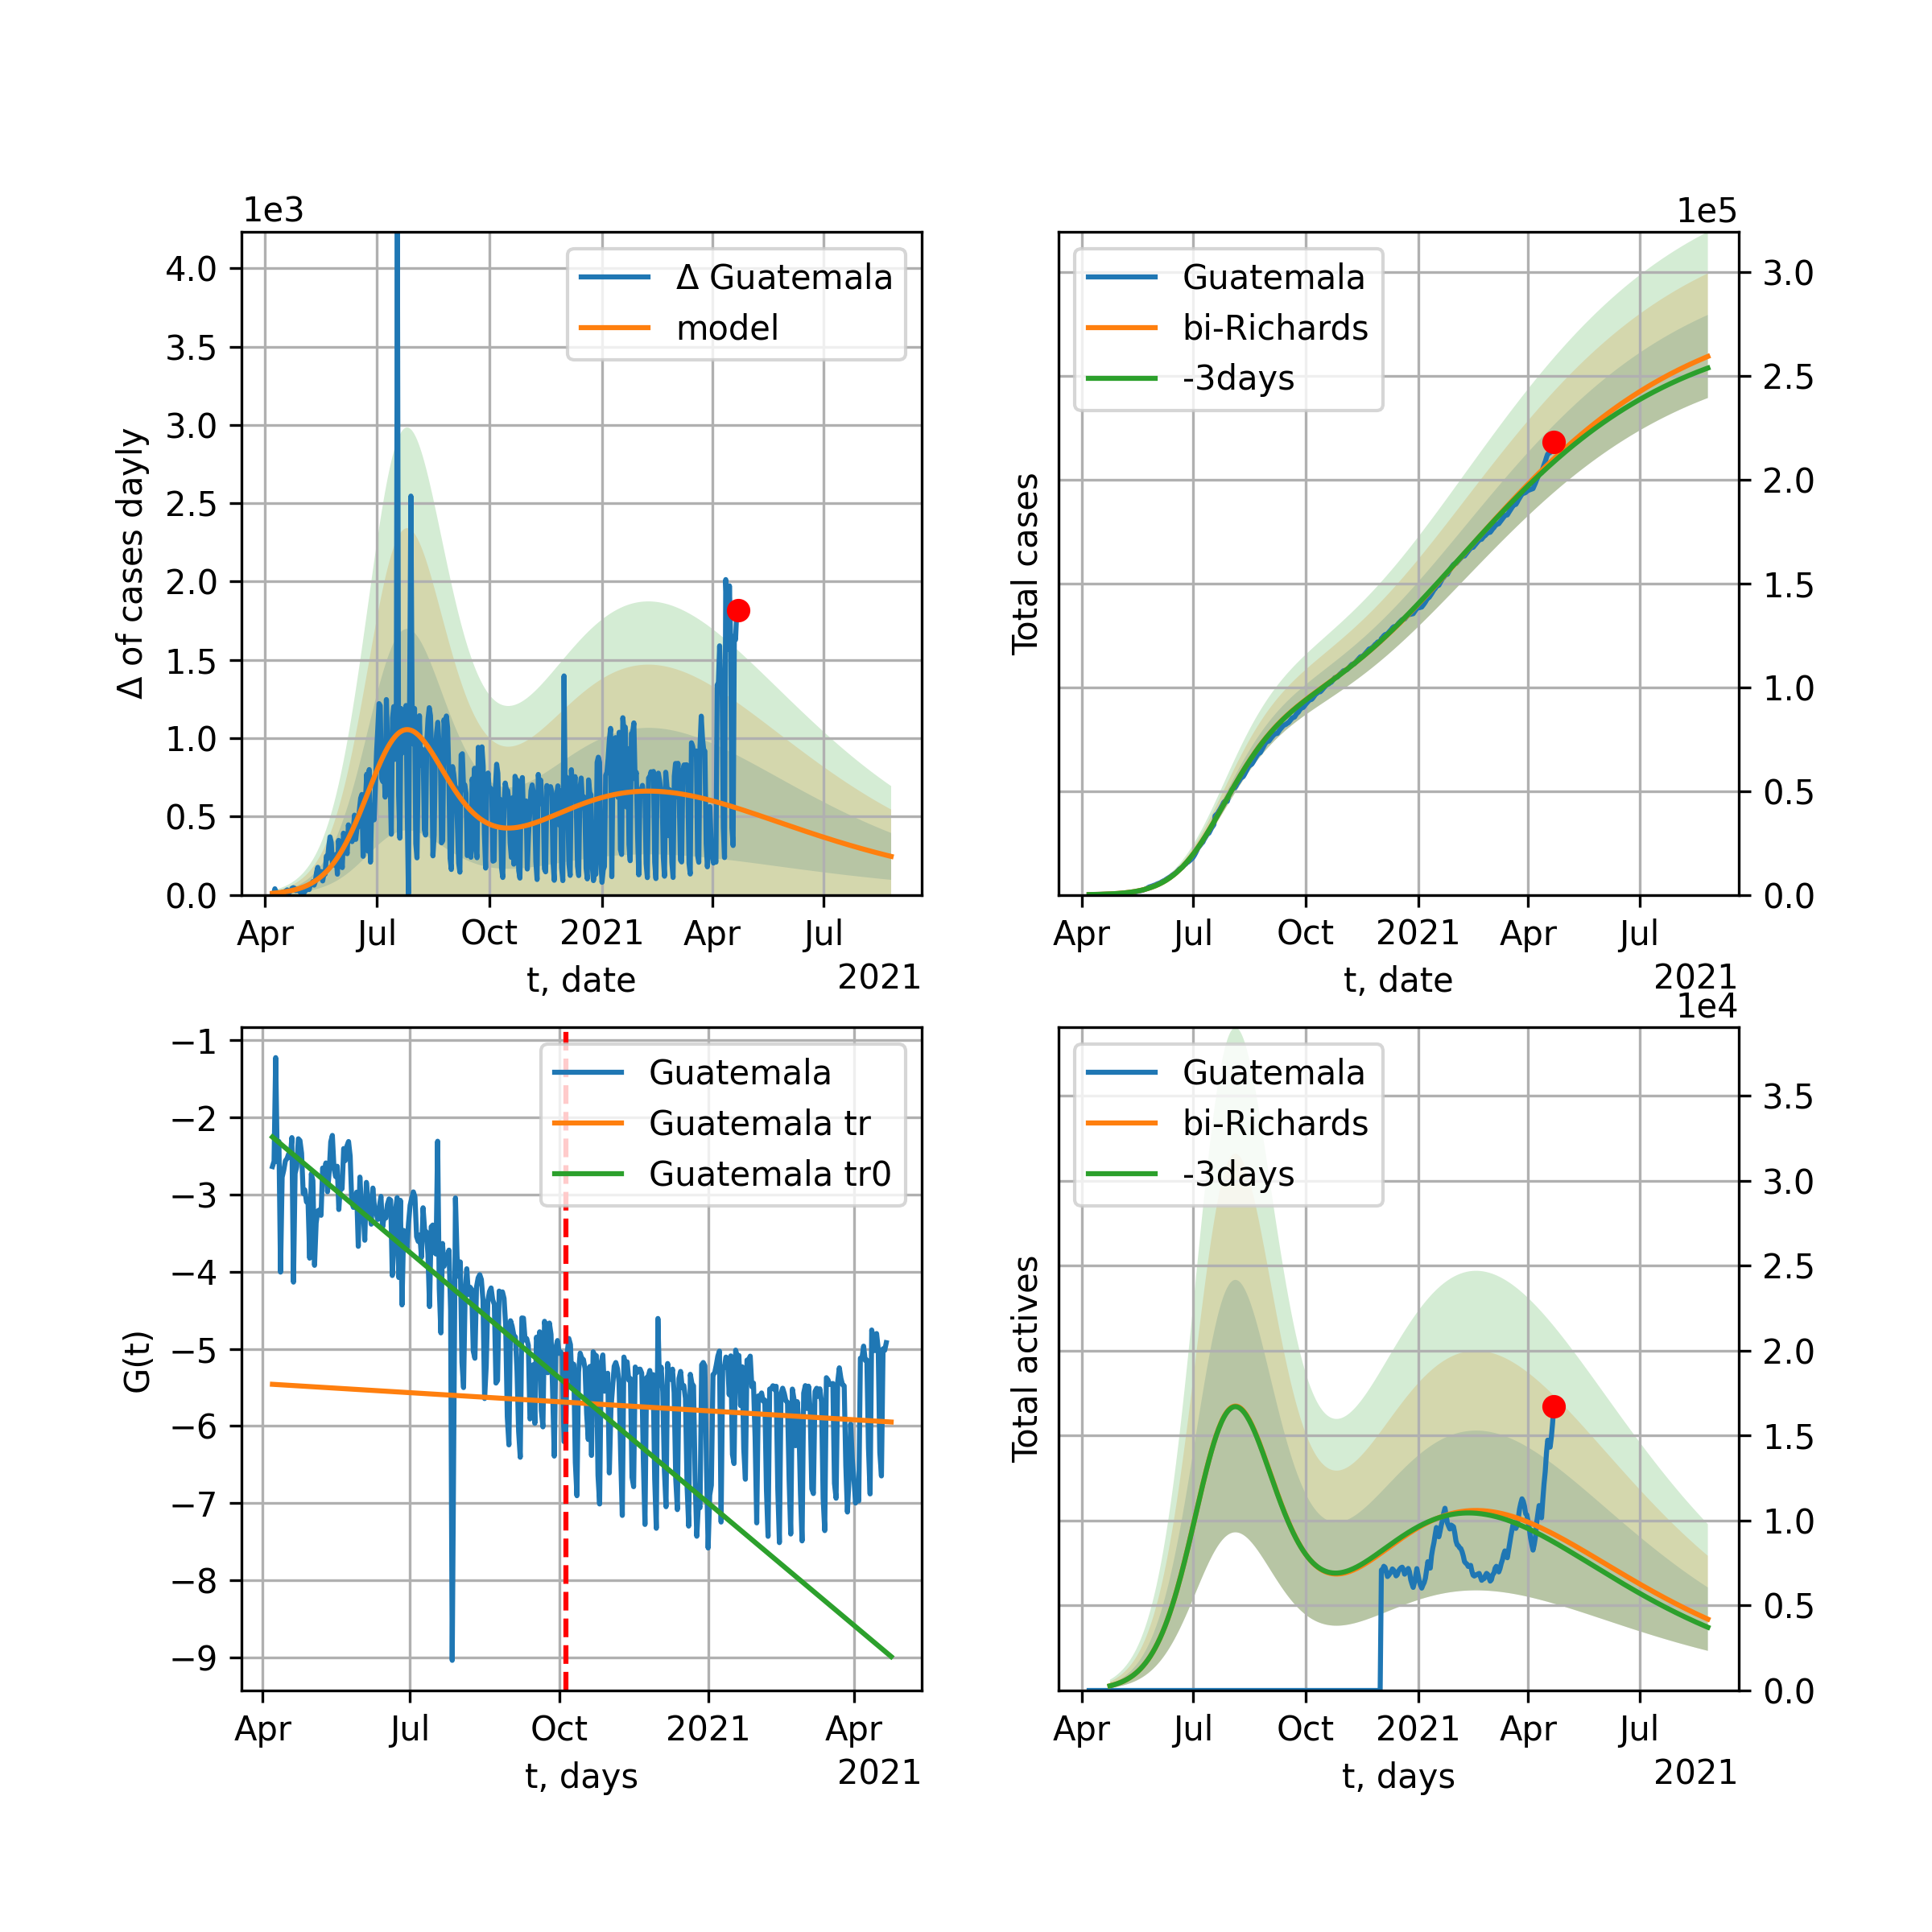 1e3
4.0
3.5
3.0
2.5
2.0
1.5
1.0
0.5
0.0
Δ of cases dayly
Δ Guatemala
model
Apr Jul Oct 2021 Apr Jul
t, date
2021
1e5
Total cases
Guatemala
bi-Richards
-3days
3.0
2.5
2.0
1.5
1.0
0.5
0.0
Apr Jul Oct 2021 Apr Jul
t, date
2021
−1
−2
−3
−4
−5
−6
−7
−8
−9
G(t)
Guatemala
Guatemala tr
Guatemala tr0
Apr Jul Oct 2021 Apr
t, days
2021
1e4
Total actives
Guatemala
bi-Richards
-3days
3.5
3.0
2.5
2.0
1.5
1.0
0.5
0.0
Apr Jul Oct 2021 Apr Jul
t, days
2021